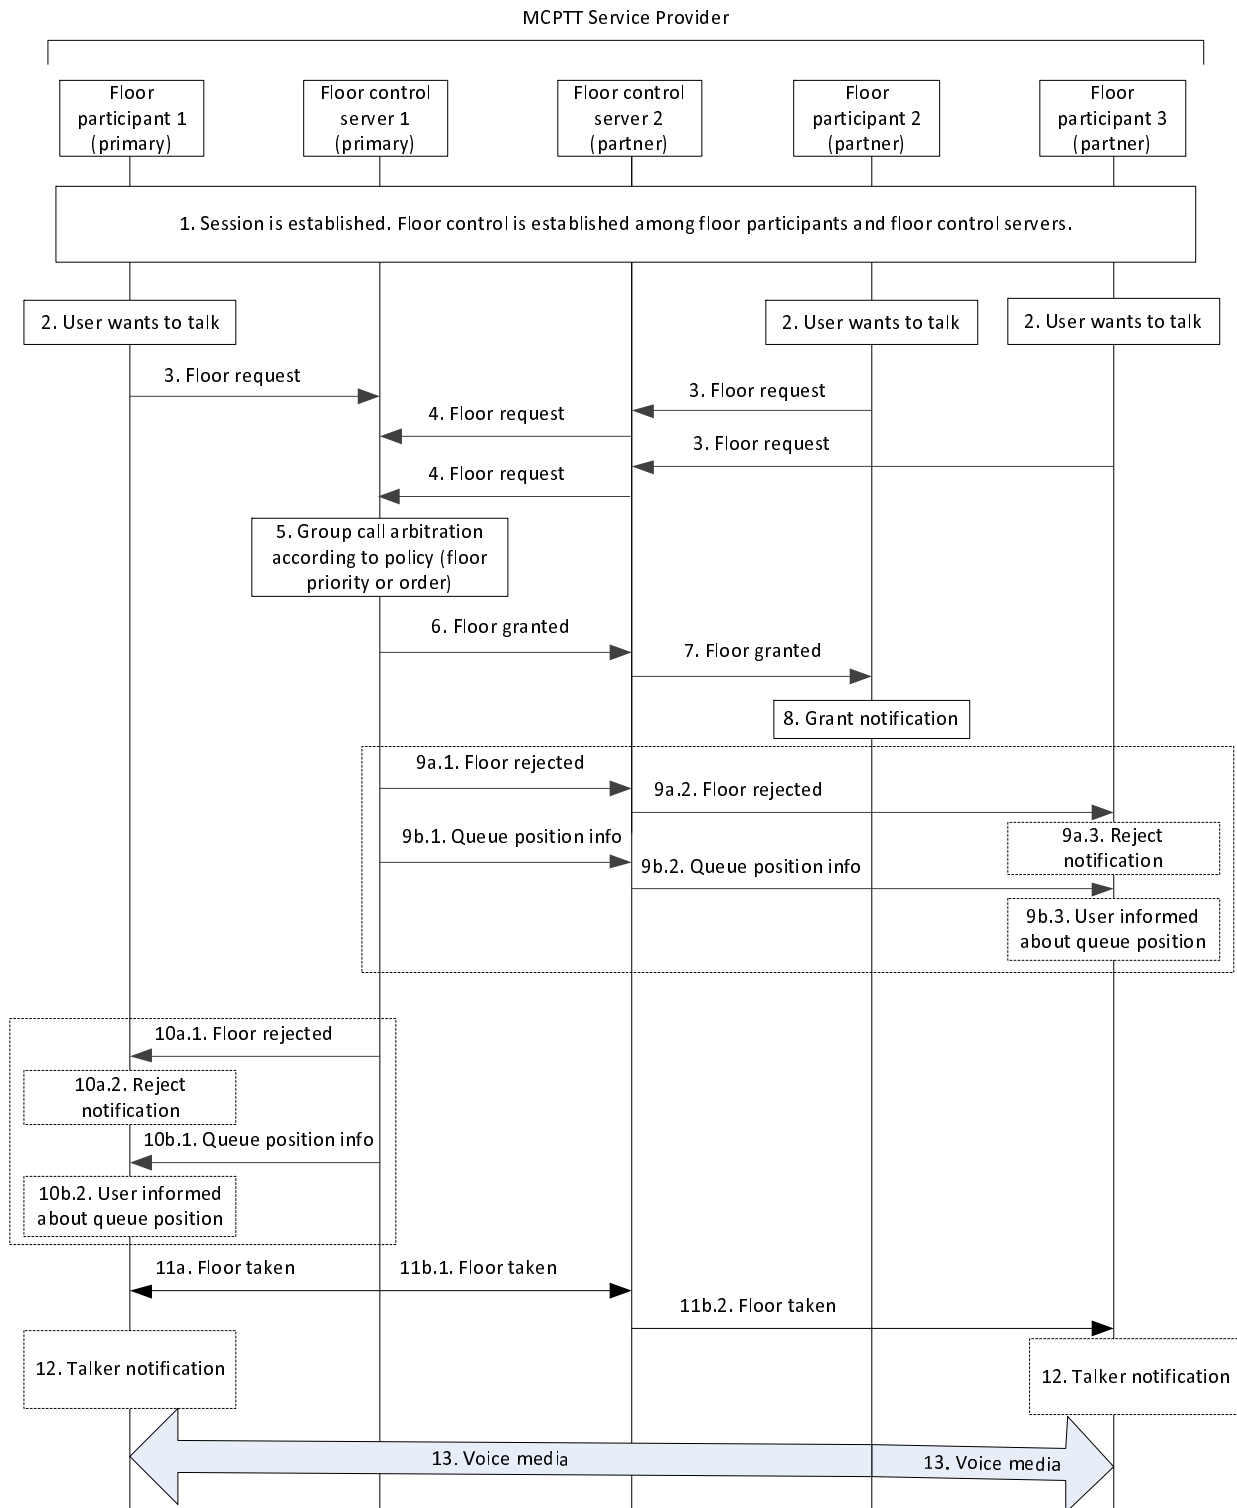 MCPTT Service Provider
Floor
participant 1
(primary)
Floor control
server 1
(primary)
Floor control
server 2
(partner)
Floor
participant 2
(partner)
Floor
participant 3
(partner)
1. Session is established. Floor control is established among floor participants and floor control servers.
2. User wants to talk
2. User wants to talk
2. User wants to talk
3. Floor request
3. Floor request
4. Floor request
3. Floor request
4. Floor request
5. Group call arbitration
according to policy (floor
priority or order)
6. Floor granted
7. Floor granted
8. Grant notification
9a.1. Floor rejected
9a.2. Floor rejected
9b.1. Queue position info
9a.3. Reject
notification
9b.2. Queue position info
9b.3. User informed
about queue position
10a.1. Floor rejected
10a.2. Reject
notification
10b.1. Queue position info
10b.2. User informed
about queue position
11a. Floor taken
11b.1. Floor taken
11b.2. Floor taken
12. Talker notification
12. Talker notification
13. Voice media
13. Voice media